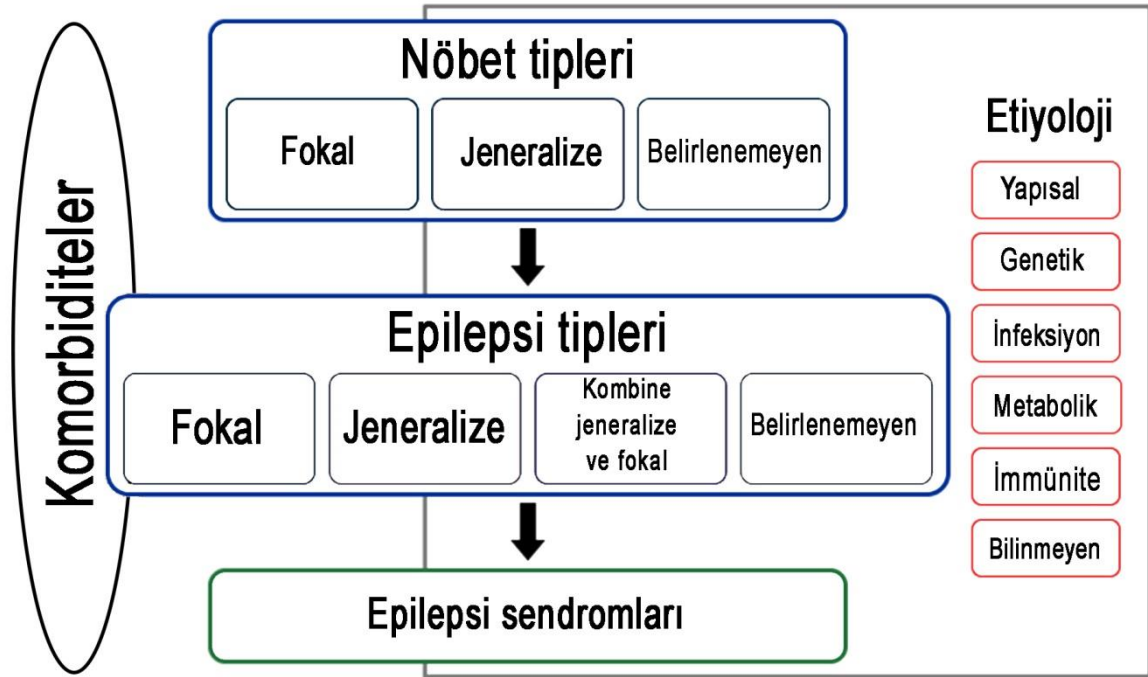 Komorbiditeler
Nöbet tipleri
Fokal
Jeneralize
Belirlenemeyen
Epilepsi tipleri
Fokal
Jeneralize
Kombine
jeneralize
ve fokal
Belirlenemeyen
Epilepsi sendromları
Etiyoloji
Yapısal
Genetik
İnfeksiyon
Metabolik
İmmünite
Bilinmeyen